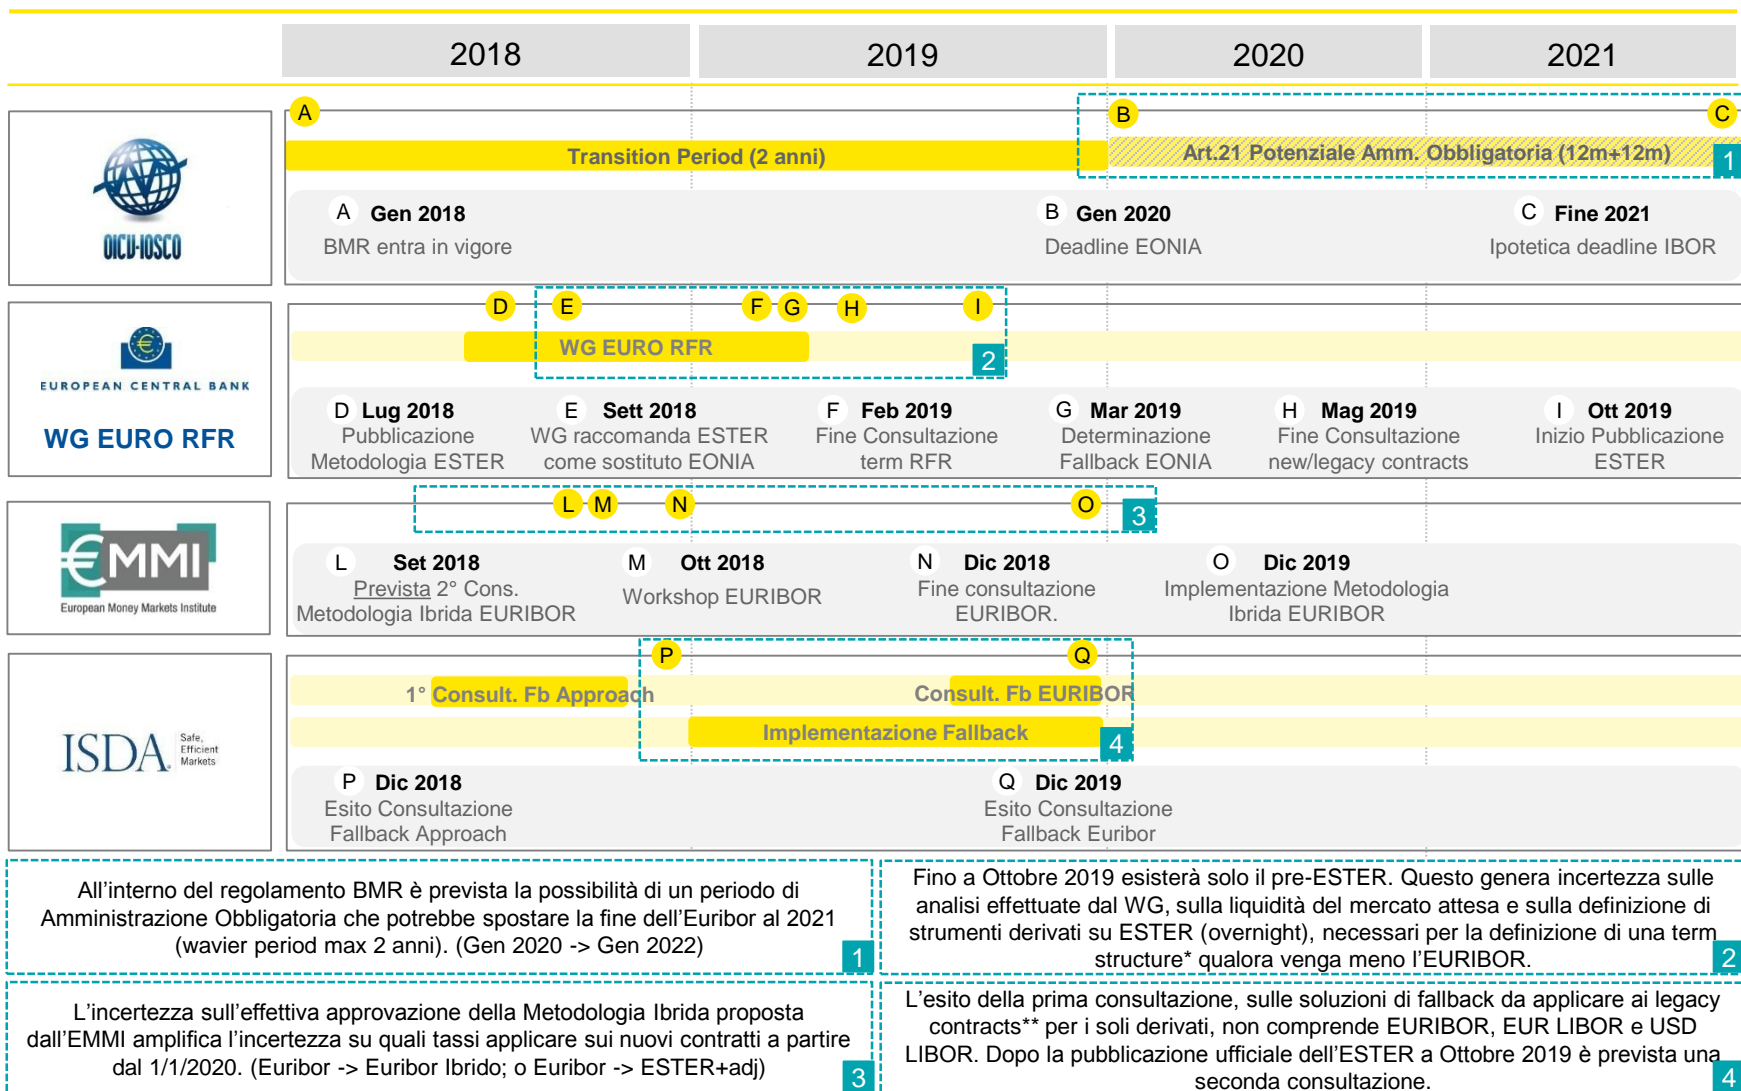 2018
2019
2020
2021
A
B
C
Transition Period (2 anni)
Art.21 Potenziale Amm. Obbligatoria (12m+12m)
1
OICU-IOSCO
A Gen 2018
BMR entra in vigore
B Gen 2020
Deadline EONIA
C Fine 2021
Ipotetica deadline IBOR
D
E
F
G
H
I
WG EURO RFR
2
EUROPEAN CENTRAL BANK
WG EURO RFR
D Lug 2018
Pubblicazione
Metodologia ESTER
E Sett 2018
WG raccomanda ESTER
come sostituto EONIA
F Feb 2019
Fine Consultazione
term RFR
G Mar 2019
Determinazione
Fallback EONIA
H Mag 2019
Fine Consultazione
new/legacy contracts
I Ott 2019
Inizio Pubblicazione
ESTER
L
M
N
O
3
€MMI
European Money Markets Institute
L Set 2018
Prevista 2° Cons.
Metodologia Ibrida EURIBOR
M Ott 2018
Workshop EURIBOR
N Dic 2018
Fine consultazione
EURIBOR.
O Dic 2019
Implementazione Metodologia
Ibrida EURIBOR
P
Q
1° Consult. Fb Approach
Consult. Fb EURIBOR
Implementazione Fallback
4
ISDA
Safe,
Efficient
Markets
P Dic 2018
Esito Consultazione
Fallback Approach
Q Dic 2019
Esito Consultazione
Fallback Euribor
All'interno del regolamento BMR è prevista la possibilità di un periodo di
Amministrazione Obbligatoria che potrebbe spostare la fine dell'Euribor al 2021
(wavier period max 2 anni). (Gen 2020 -> Gen 2022)
1
Fino a Ottobre 2019 esisterà solo il pre-ESTER. Questo genera incertezza sulle
analisi effettuate dal WG, sulla liquidità del mercato attesa e sulla definizione di
strumenti derivati su ESTER (overnight), necessari per la definizione di una term
structure* qualora venga meno l'EURIBOR.
2
L'incertezza sull'effettiva approvazione della Metodologia Ibrida proposta
dall'EMMI amplifica l'incertezza su quali tassi applicare sui nuovi contratti a partire
dal 1/1/2020. (Euribor -> Euribor Ibrido; o Euribor -> ESTER+adj)
3
L'esito della prima consultazione, sulle soluzioni di fallback da applicare ai legacy
contracts** per i soli derivati, non comprende EURIBOR, EUR LIBOR e USD
LIBOR. Dopo la pubblicazione ufficiale dell'ESTER a Ottobre 2019 è prevista una
seconda consultazione.
4